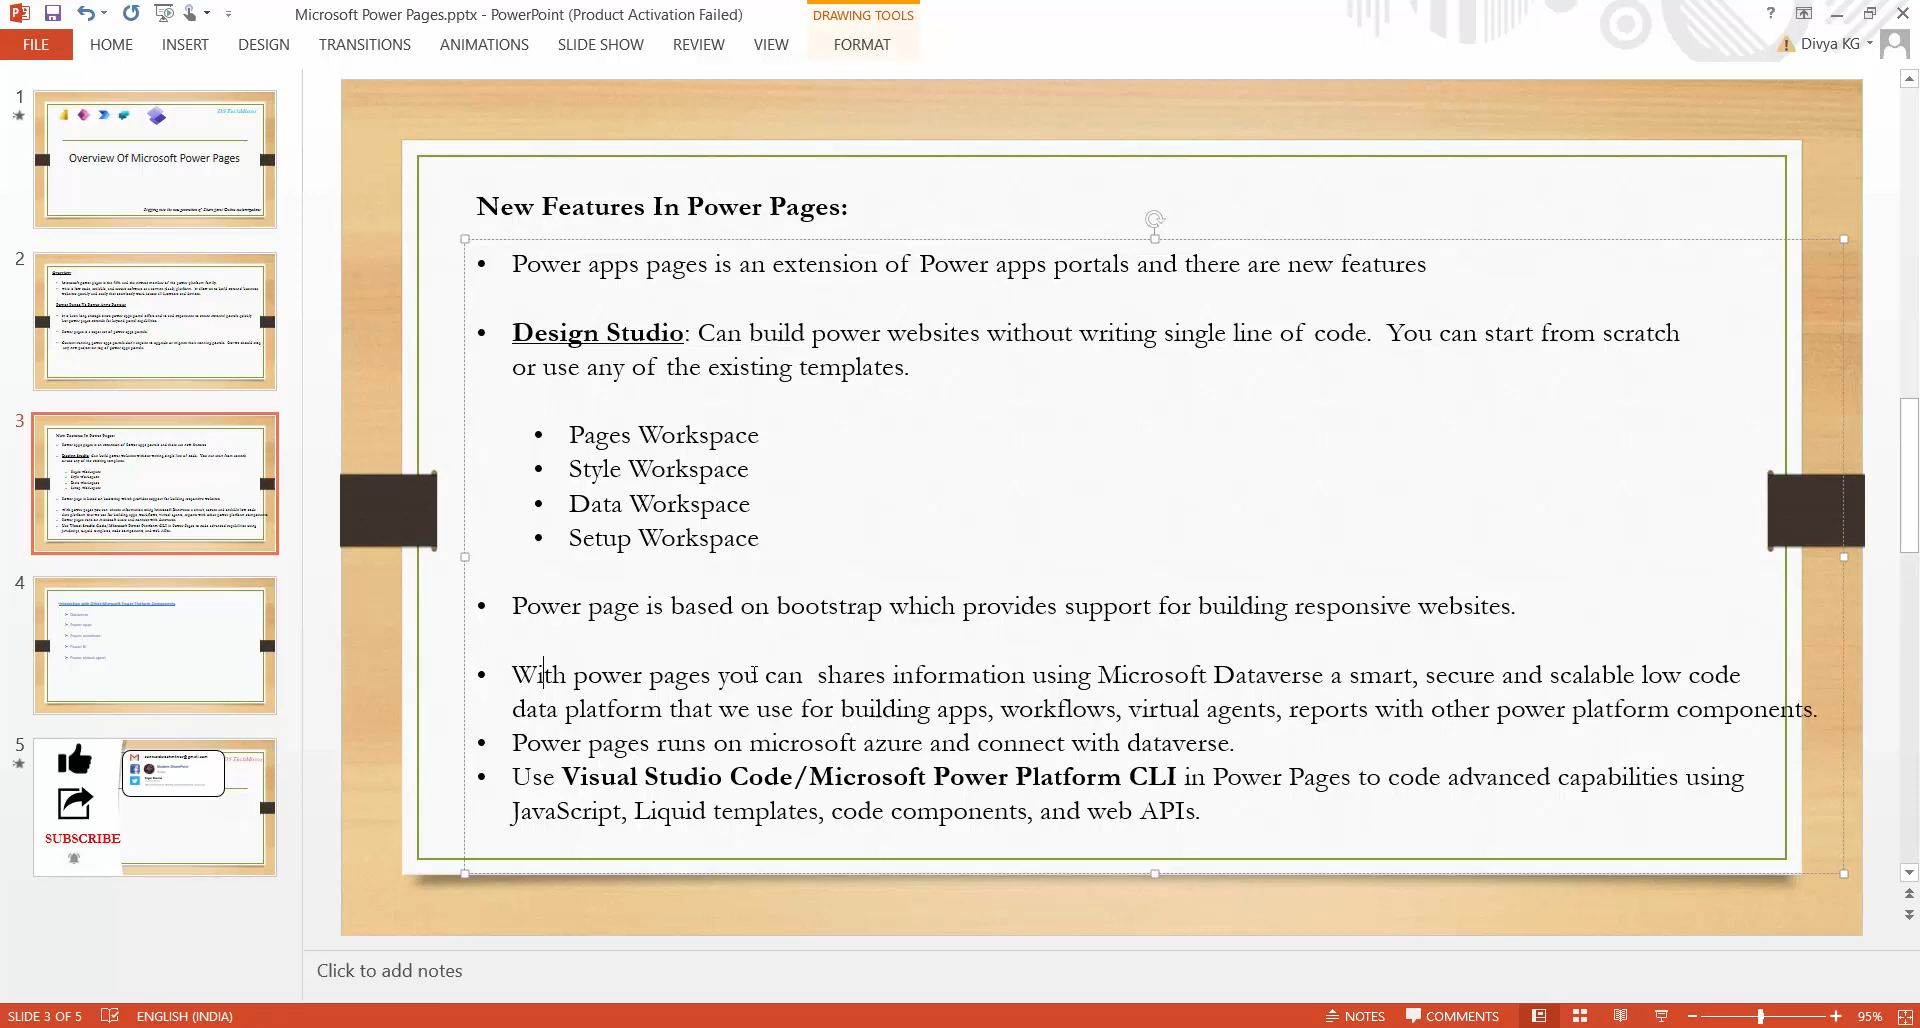 Microsoft Power Pages.pptx - PowerPoint (Product Activation Failed)
DRAWING TOOLS
?
FILE
HOME
INSERT
DESIGN
TRANSITIONS
ANIMATIONS
SLIDE SHOW
REVIEW
VIEW
FORMAT
Divya KG
1
Overview Of Microsoft Power Pages
2
3
4
5
SUBSCRIBE
New Features In Power Pages:
• Power apps pages is an extension of Power apps portals and there are new features
• Design Studio: Can build power websites without writing single line of code. You can start from scratch
or use any of the existing templates.
• Pages Workspace
• Style Workspace
• Data Workspace
• Setup Workspace
• Power page is based on bootstrap which provides support for building responsive websites.
• With power pages you can shares information using Microsoft Dataverse a smart, secure and scalable low code
data platform that we use for building apps, workflows, virtual agents, reports with other power platform components.
• Power pages runs on microsoft azure and connect with dataverse.
• Use Visual Studio Code/Microsoft Power Platform CLI in Power Pages to code advanced capabilities using
JavaScript, Liquid templates, code components, and web APIs.
Click to add notes
SLIDE 3 OF 5
ENGLISH (INDIA)
NOTES
COMMENTS
95%